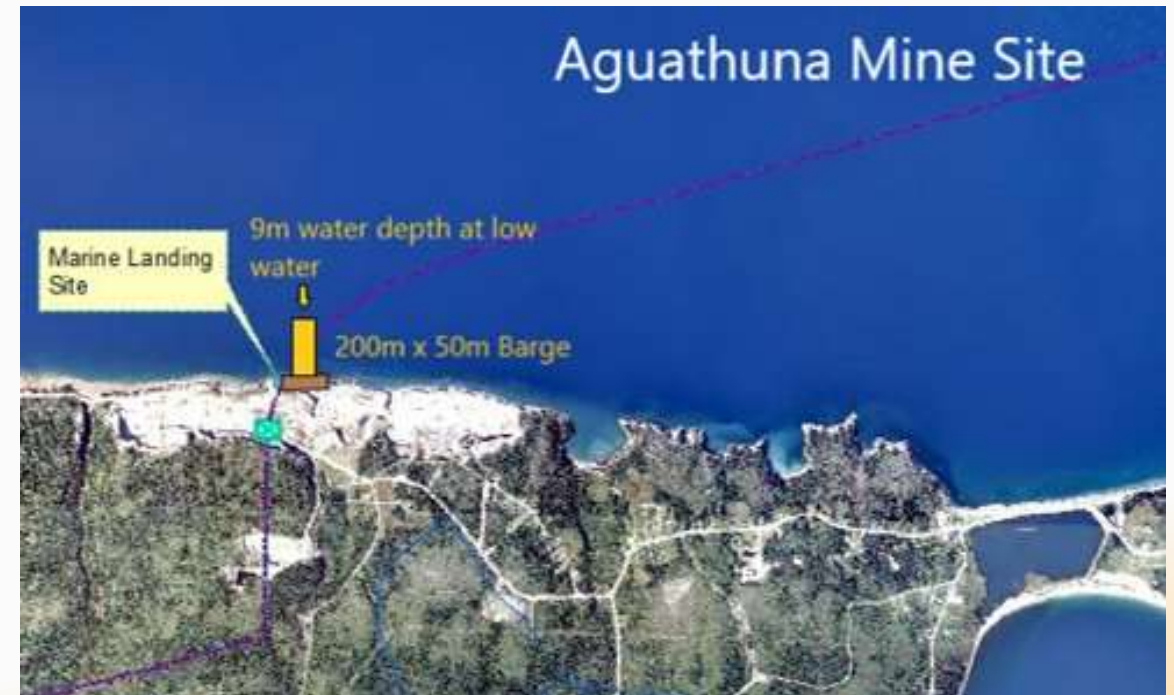 Aguathuna Mine Site
9m water depth at low
water
Marine Landing
Site
200m x 50m Barge